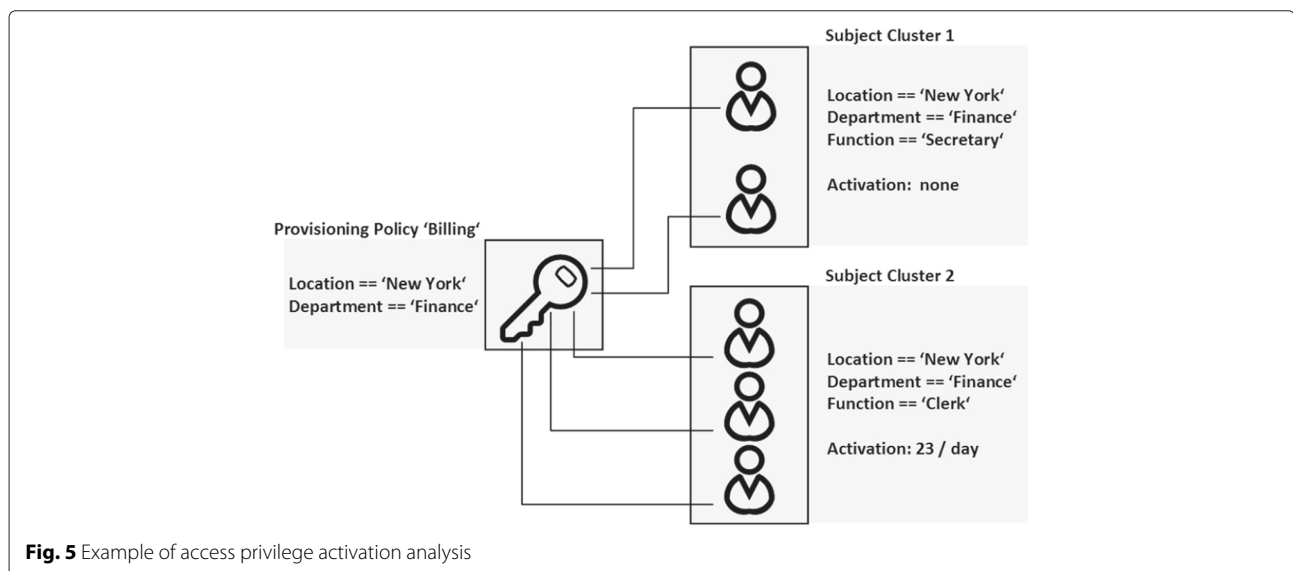 Subject Cluster 1
Location == ‘New York‘
Department == ‘Finance‘
Function == ‘Secretary‘
Activation: none
Provisioning Policy ‘Billing‘
Location == ‘New York‘
Department == ‘Finance‘
Subject Cluster 2
Location == ‘New York‘
Department == ‘Finance‘
Function == ‘Clerk‘
Activation: 23 / day
Fig. 5 Example of access privilege activation analysis